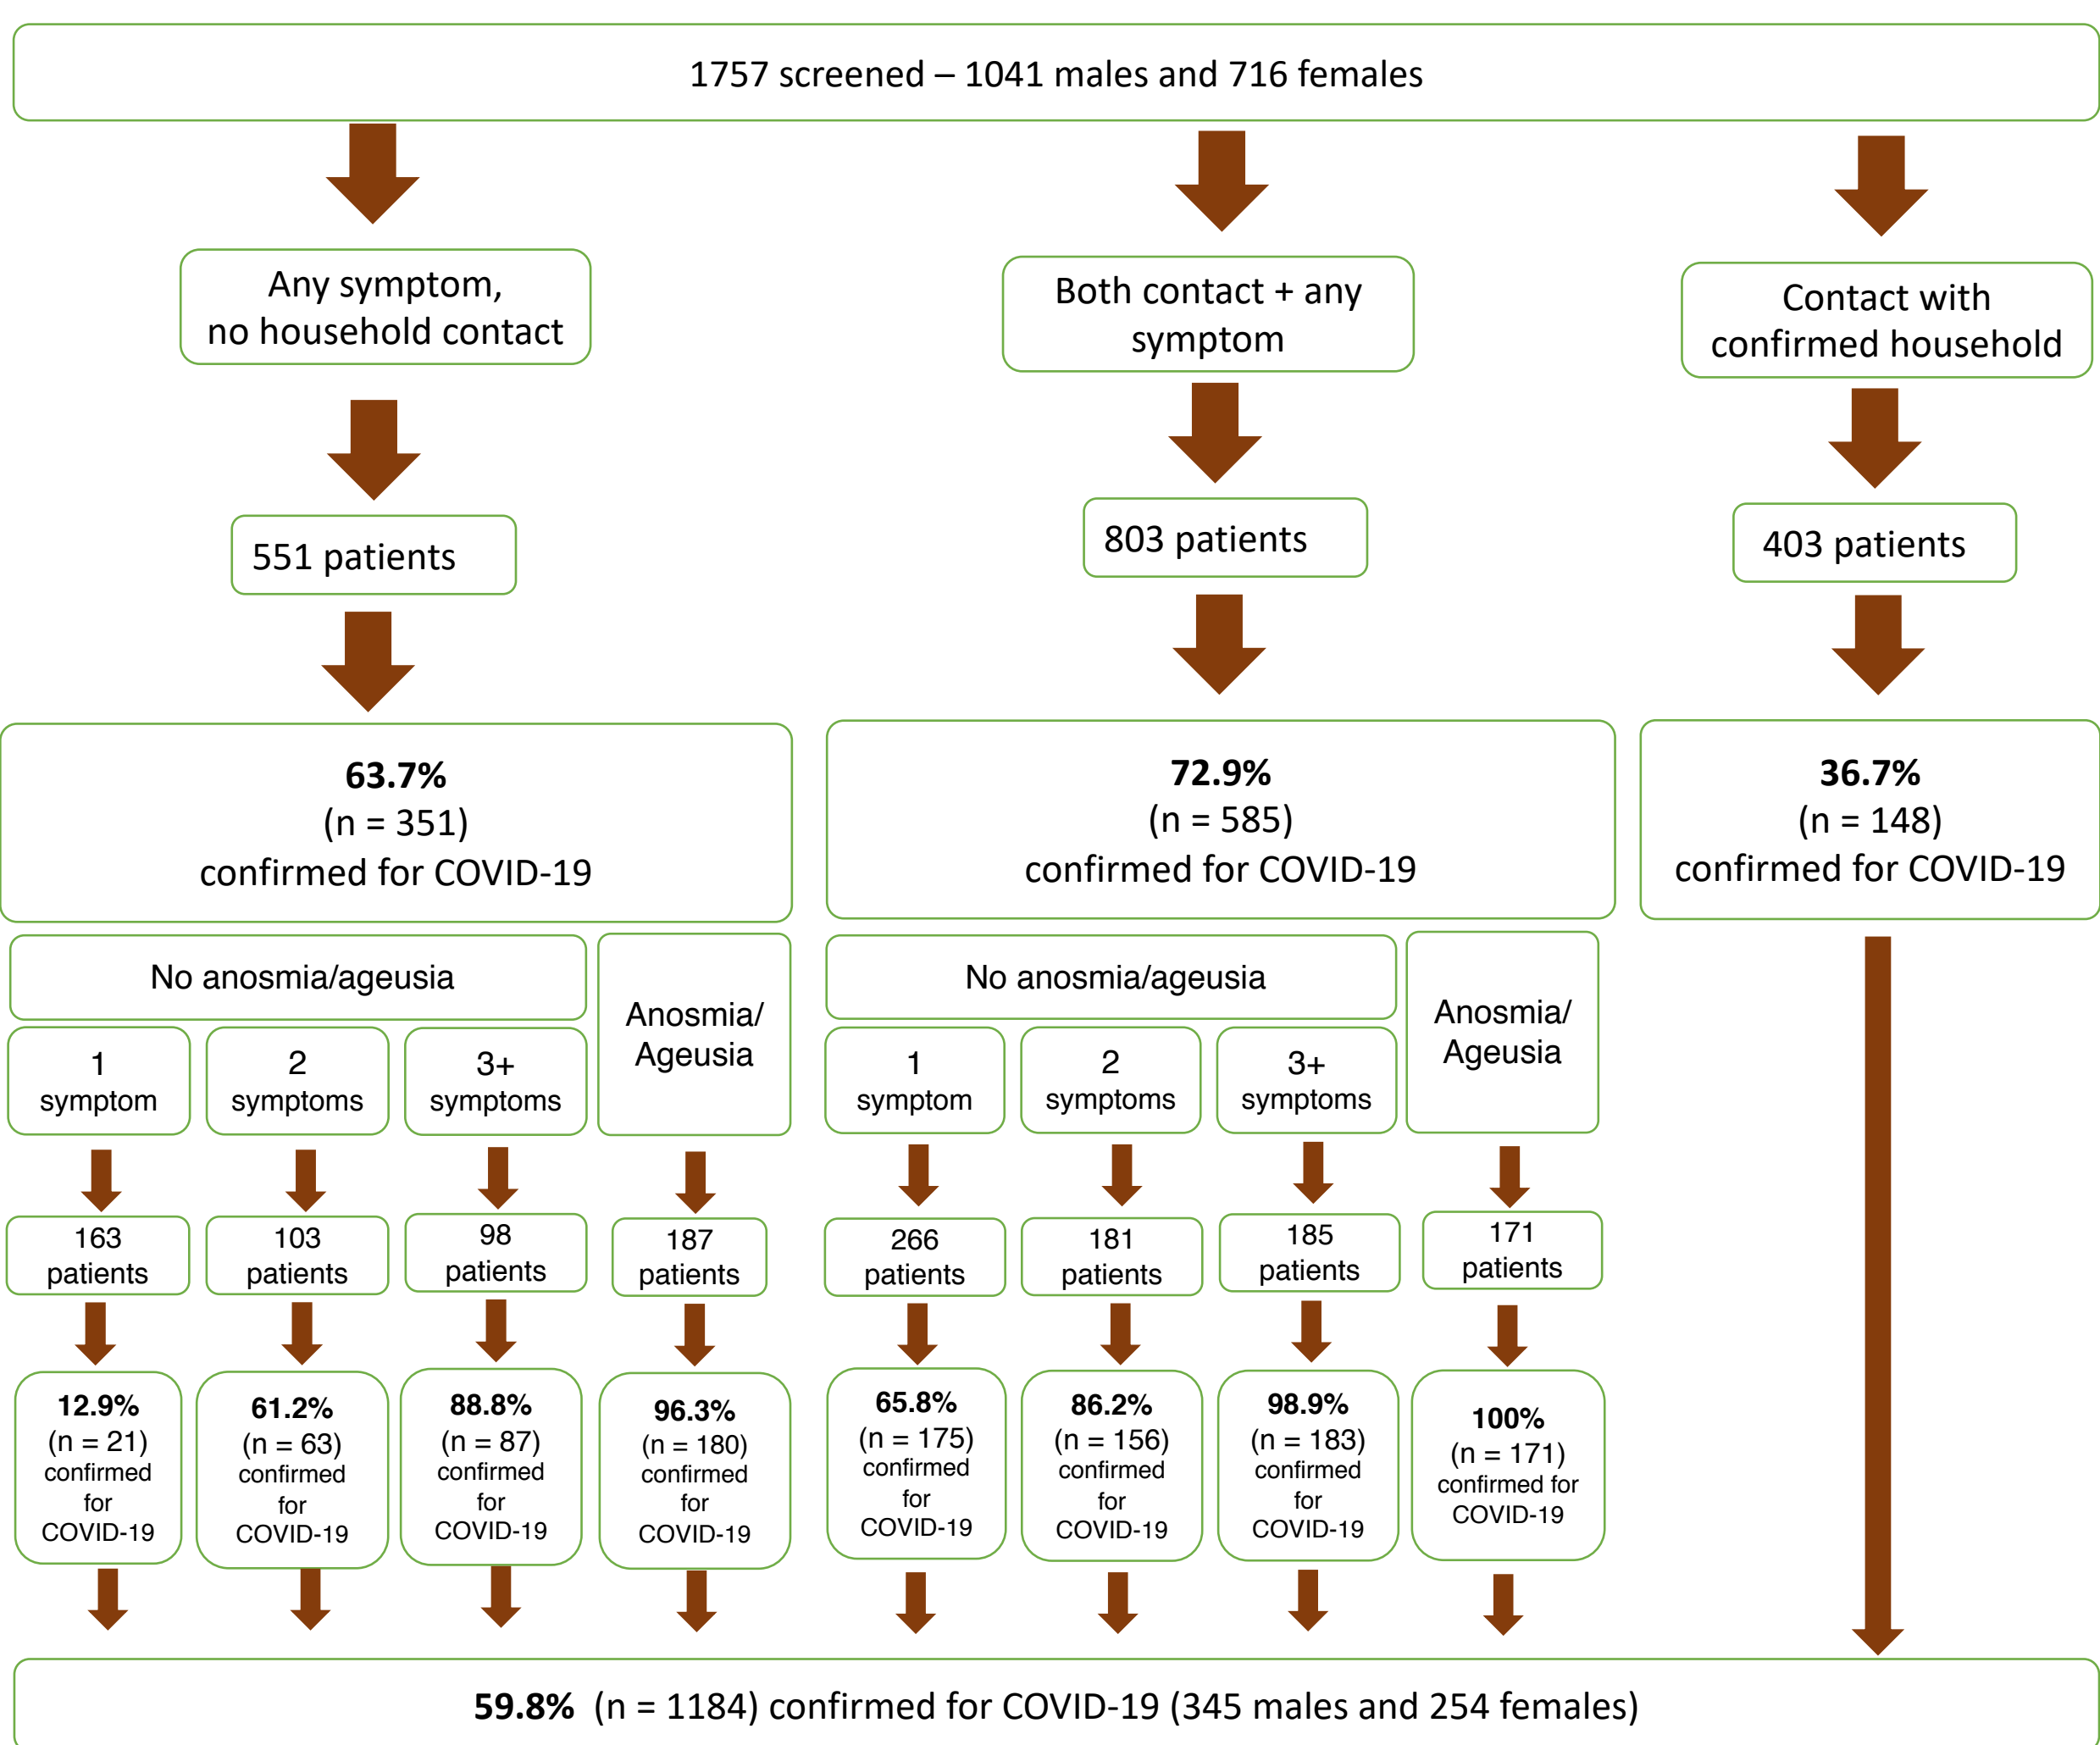 1757 screened – 1041 males and 716 females
Any symptom,
no household contact
Both contact + any
symptom
Contact with
confirmed household
551 patients
803 patients
403 patients
63.7%
(n = 351)
confirmed for COVID-19
72.9%
(n = 585)
confirmed for COVID-19
36.7%
(n = 148)
confirmed for COVID-19
No anosmia/ageusia
Anosmia/
Ageusia
1
symptom
2
symptoms
3+
symptoms
No anosmia/ageusia
Anosmia/
Ageusia
1
symptom
2
symptoms
3+
symptoms
163
patients
103
patients
98
patients
187
patients
266
patients
181
patients
185
patients
171
patients
12.9%
(n = 21)
confirmed
for
COVID-19
61.2%
(n = 63)
confirmed
for
COVID-19
88.8%
(n = 87)
confirmed
for
COVID-19
96.3%
(n = 180)
confirmed
for
COVID-19
65.8%
(n = 175)
confirmed
for
COVID-19
86.2%
(n = 156)
confirmed
for
COVID-19
98.9%
(n = 183)
confirmed
for
COVID-19
100%
(n = 171)
confirmed for
COVID-19
59.8% (n = 1184) confirmed for COVID-19 (345 males and 254 females)